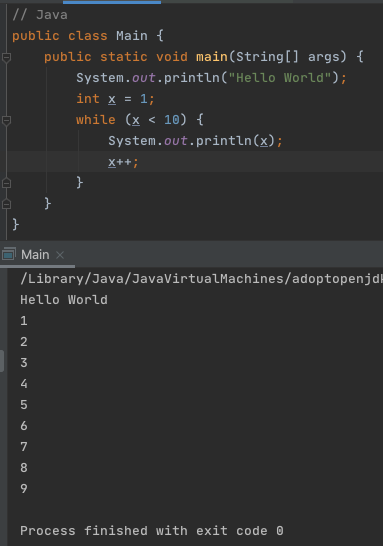 // Java
public class Main {
    public static void main(String[] args) {
        System.out.println("Hello World");
        int x = 1;
        while (x < 10) {
            System.out.println(x);
            x++;
        }
    }
}
Main ×
/Library/Java/JavaVirtualMachines/adoptopenjd
Hello World
1
2
3
4
5
6
7
8
9
Process finished with exit code 0